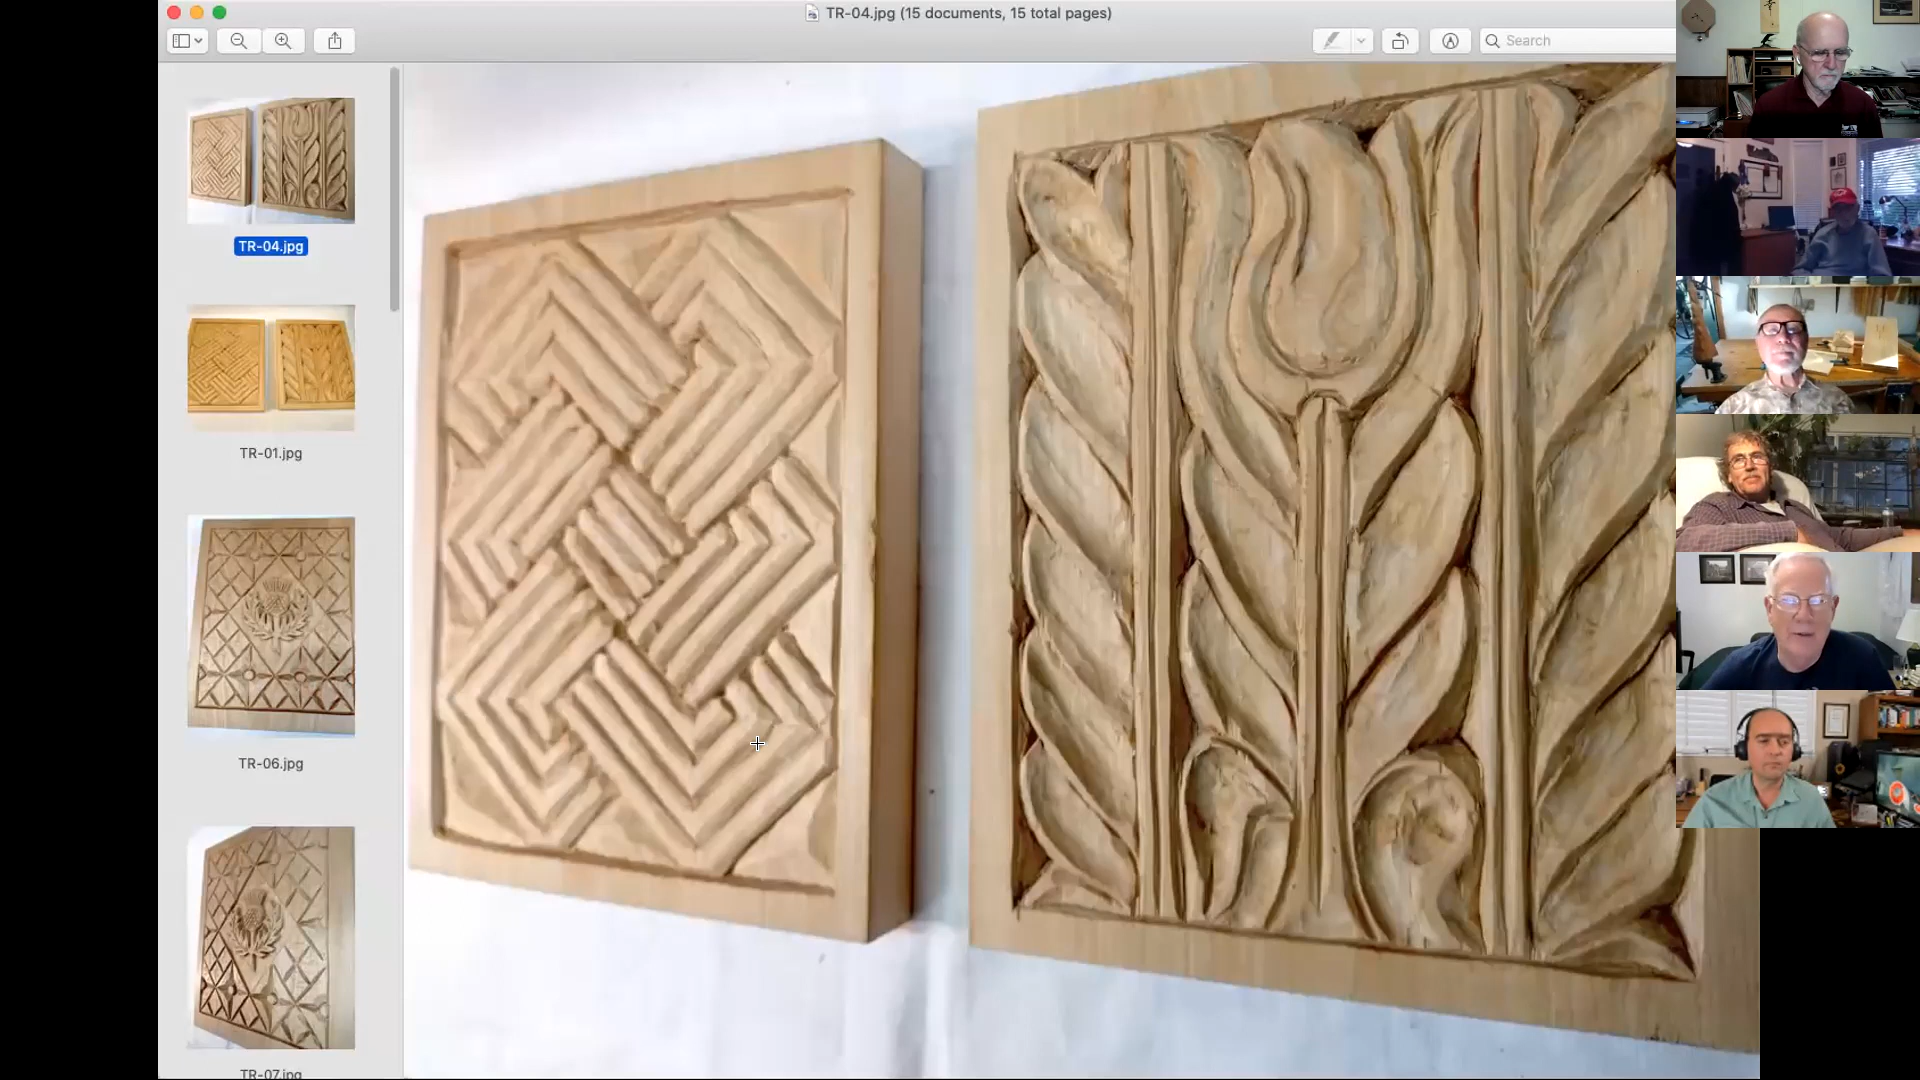 TR-04.jpg (15 documents, 15 total pages)
Search
TR-04.jpg
TR-01.jpg
TR-06.jpg
TR-07.jpg